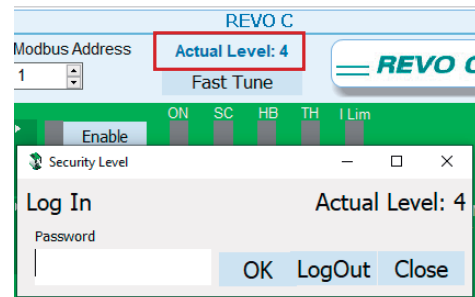 REVO C
Modbus Address
Actual Level: 4
1
Fast Tune
REVO C
ON SC HB TH I Lim
Enable
Security Level
Log In
Actual Level: 4
Password
OK LogOut Close